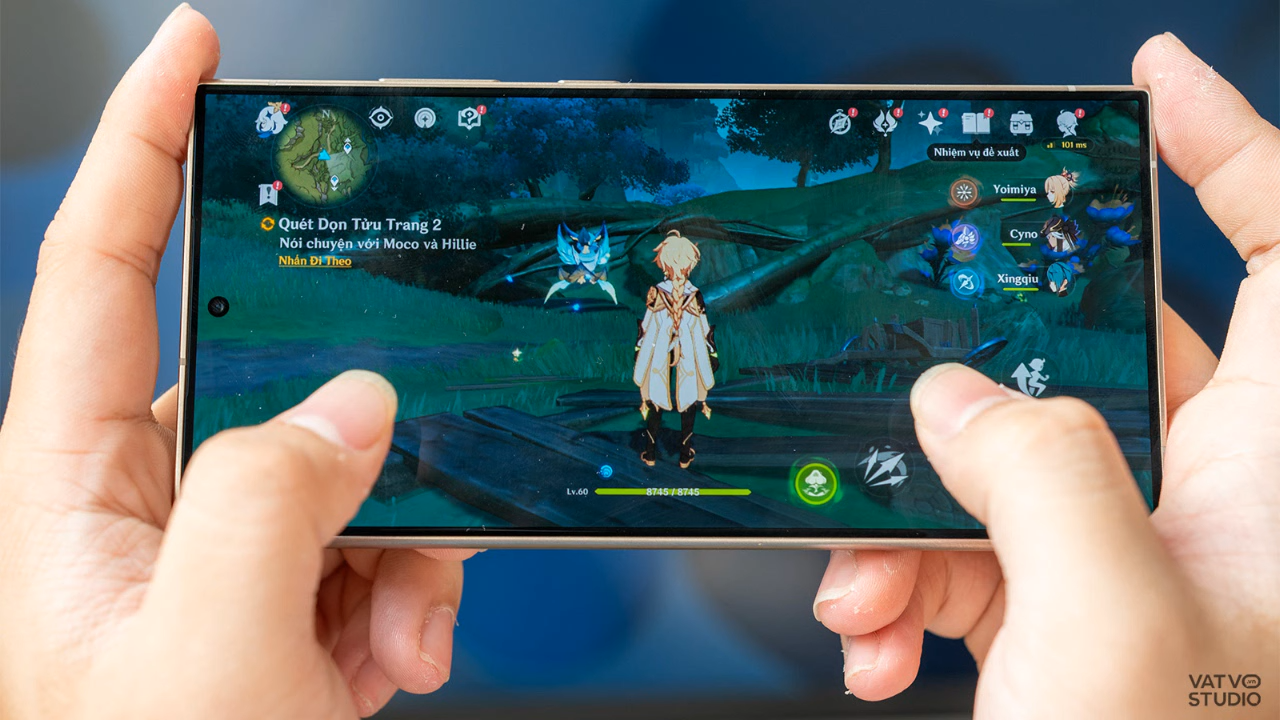 N
101 ms
Nhiệm vụ đề xuất
Yoimiya
Quét Dọn Tửu Trang 2
Nói chuyện với Moco và Hillie
Nhấn Đi Theo
Cyno
Xingqiu
Lv.60
8745 / 8745
VATVO.vn
STUDIO